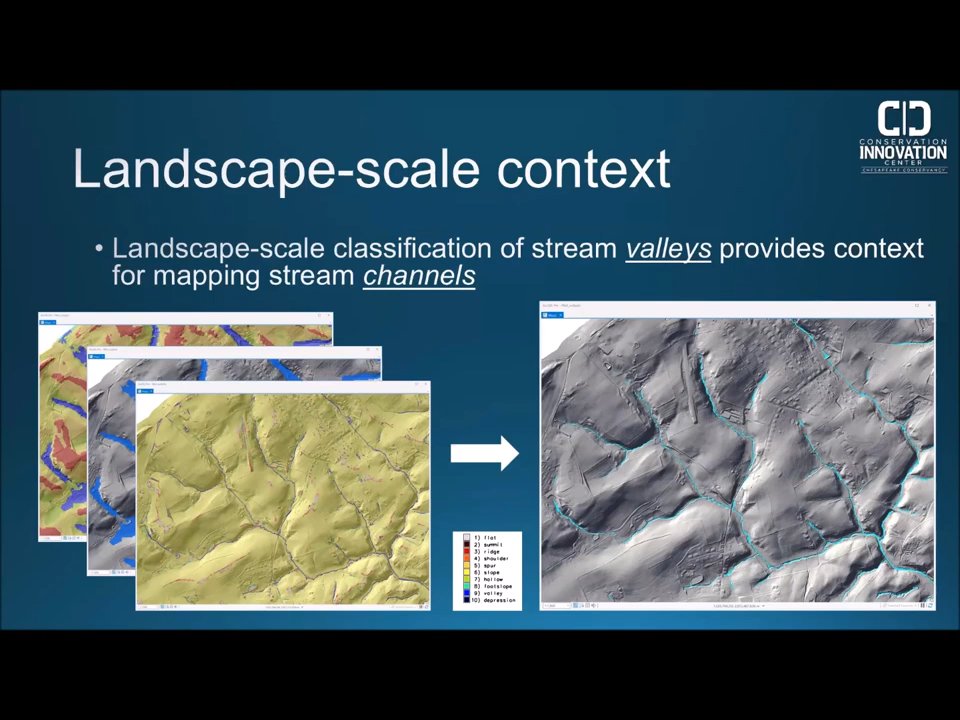 CIC
CONSERVATION
INNOVATION
CENTER
CHESAPEAKE CONSERVANCY
Landscape-scale context
• Landscape-scale classification of stream valleys provides context
for mapping stream channels
1) flat
2) summit
3) ridge
4) shoulder
5) spur
6) slope
7) hollow
8) footslope
9) valley
10) depression